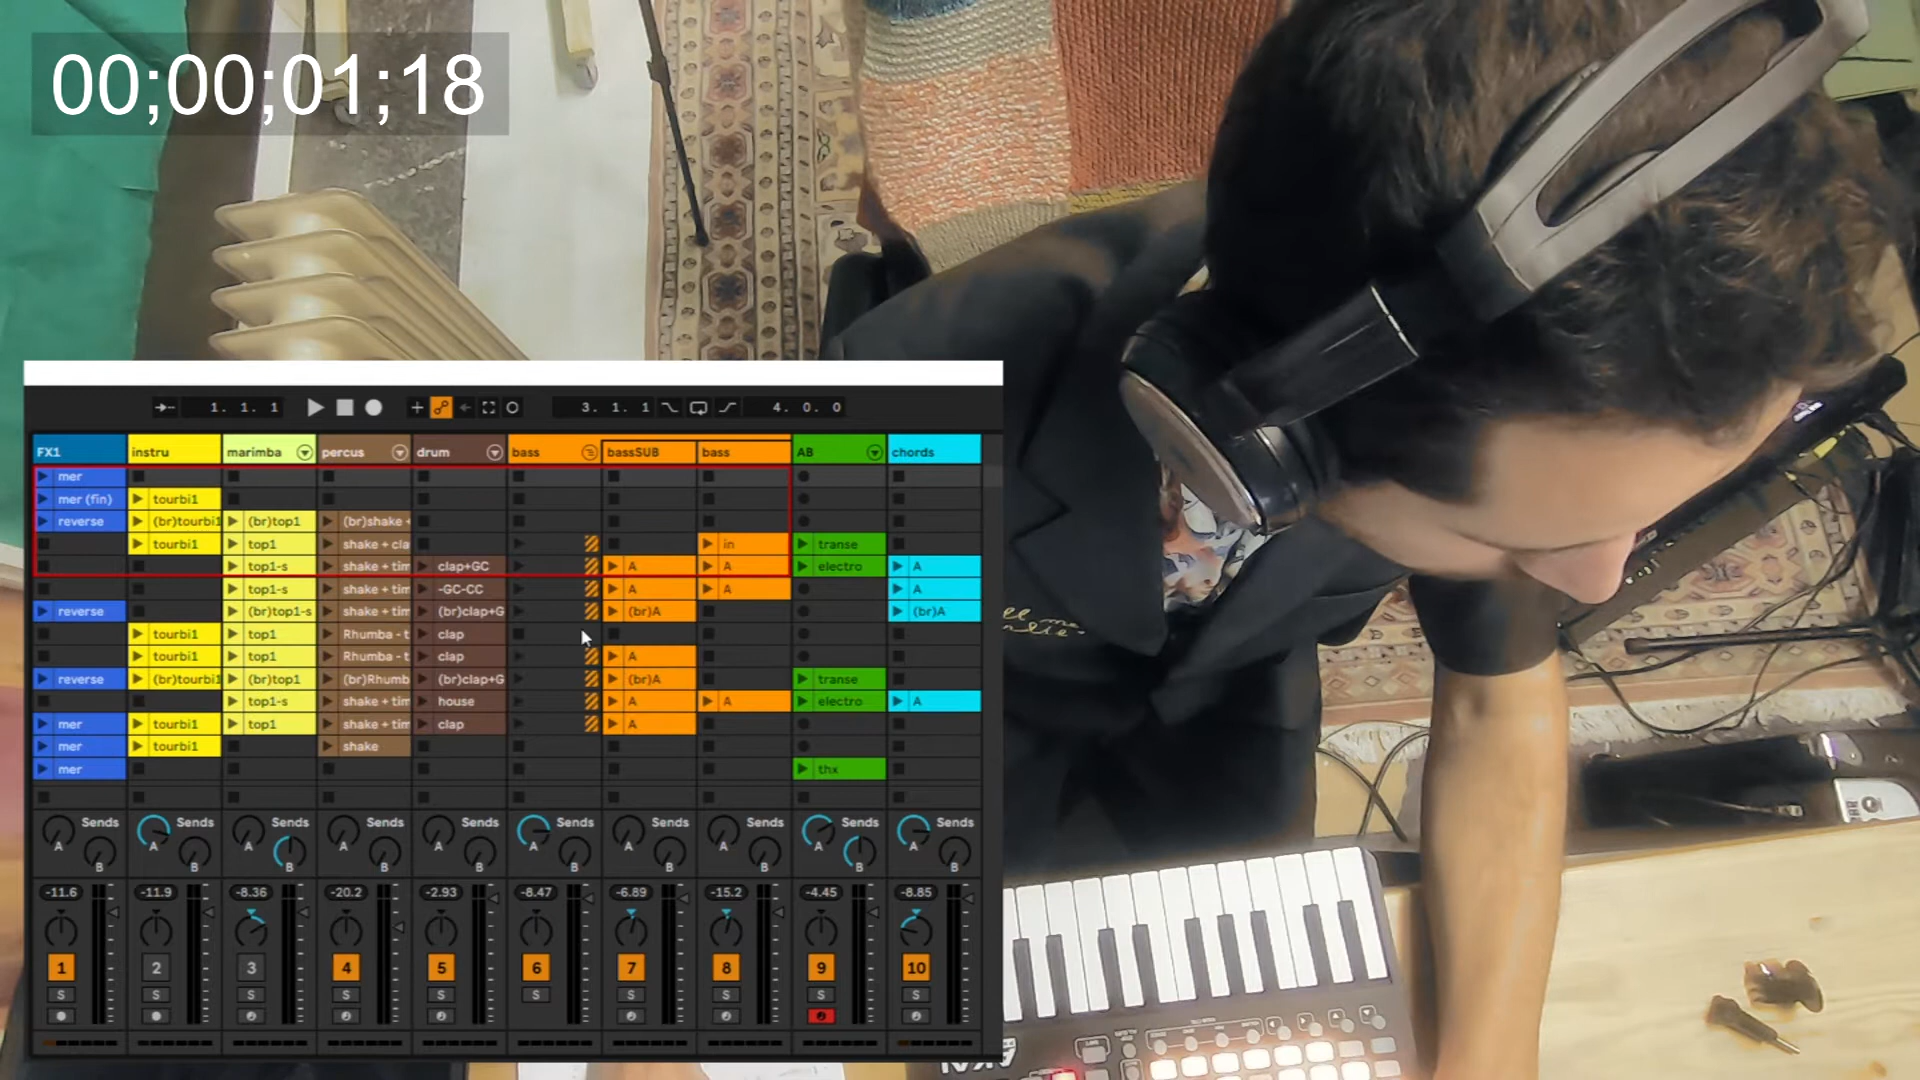 00;00;01;18
1. 1. 1 3. 1. 1 4. 0. 0
FX1 instru marimba percus drum bass bassSUB bass AB chords
mer
mer (fin) tourbi1
reverse (br)tourbi1 (br)top1 (br)shake +
tourbi1 top1 shake + cla in transe
top1-s shake + tim clap+GC A A electro A
top1-s shake + tim -GC-CC A A A
reverse (br)top1-s shake + tim (br)clap+G (br)A (br)A
tourbi1 top1 Rhumba - t clap
tourbi1 top1 Rhumba - t clap A
reverse (br)tourbi1 (br)top1 (br)Rhumb (br)clap+G (br)A transe
top1-s shake + tim house A A electro A
mer tourbi1 top1 shake + tim clap A
mer tourbi1 shake
mer thx
Sends Sends Sends Sends Sends Sends Sends Sends Sends Sends
A A A A A A A A A A
B B B B B B B B B B
-11.6 -11.9 -8.36 -20.2 -2.93 -8.47 -6.89 -15.2 -4.45 -8.85
1 2 3 4 5 6 7 8 9 10
S S S S S S S S S S
AKAI